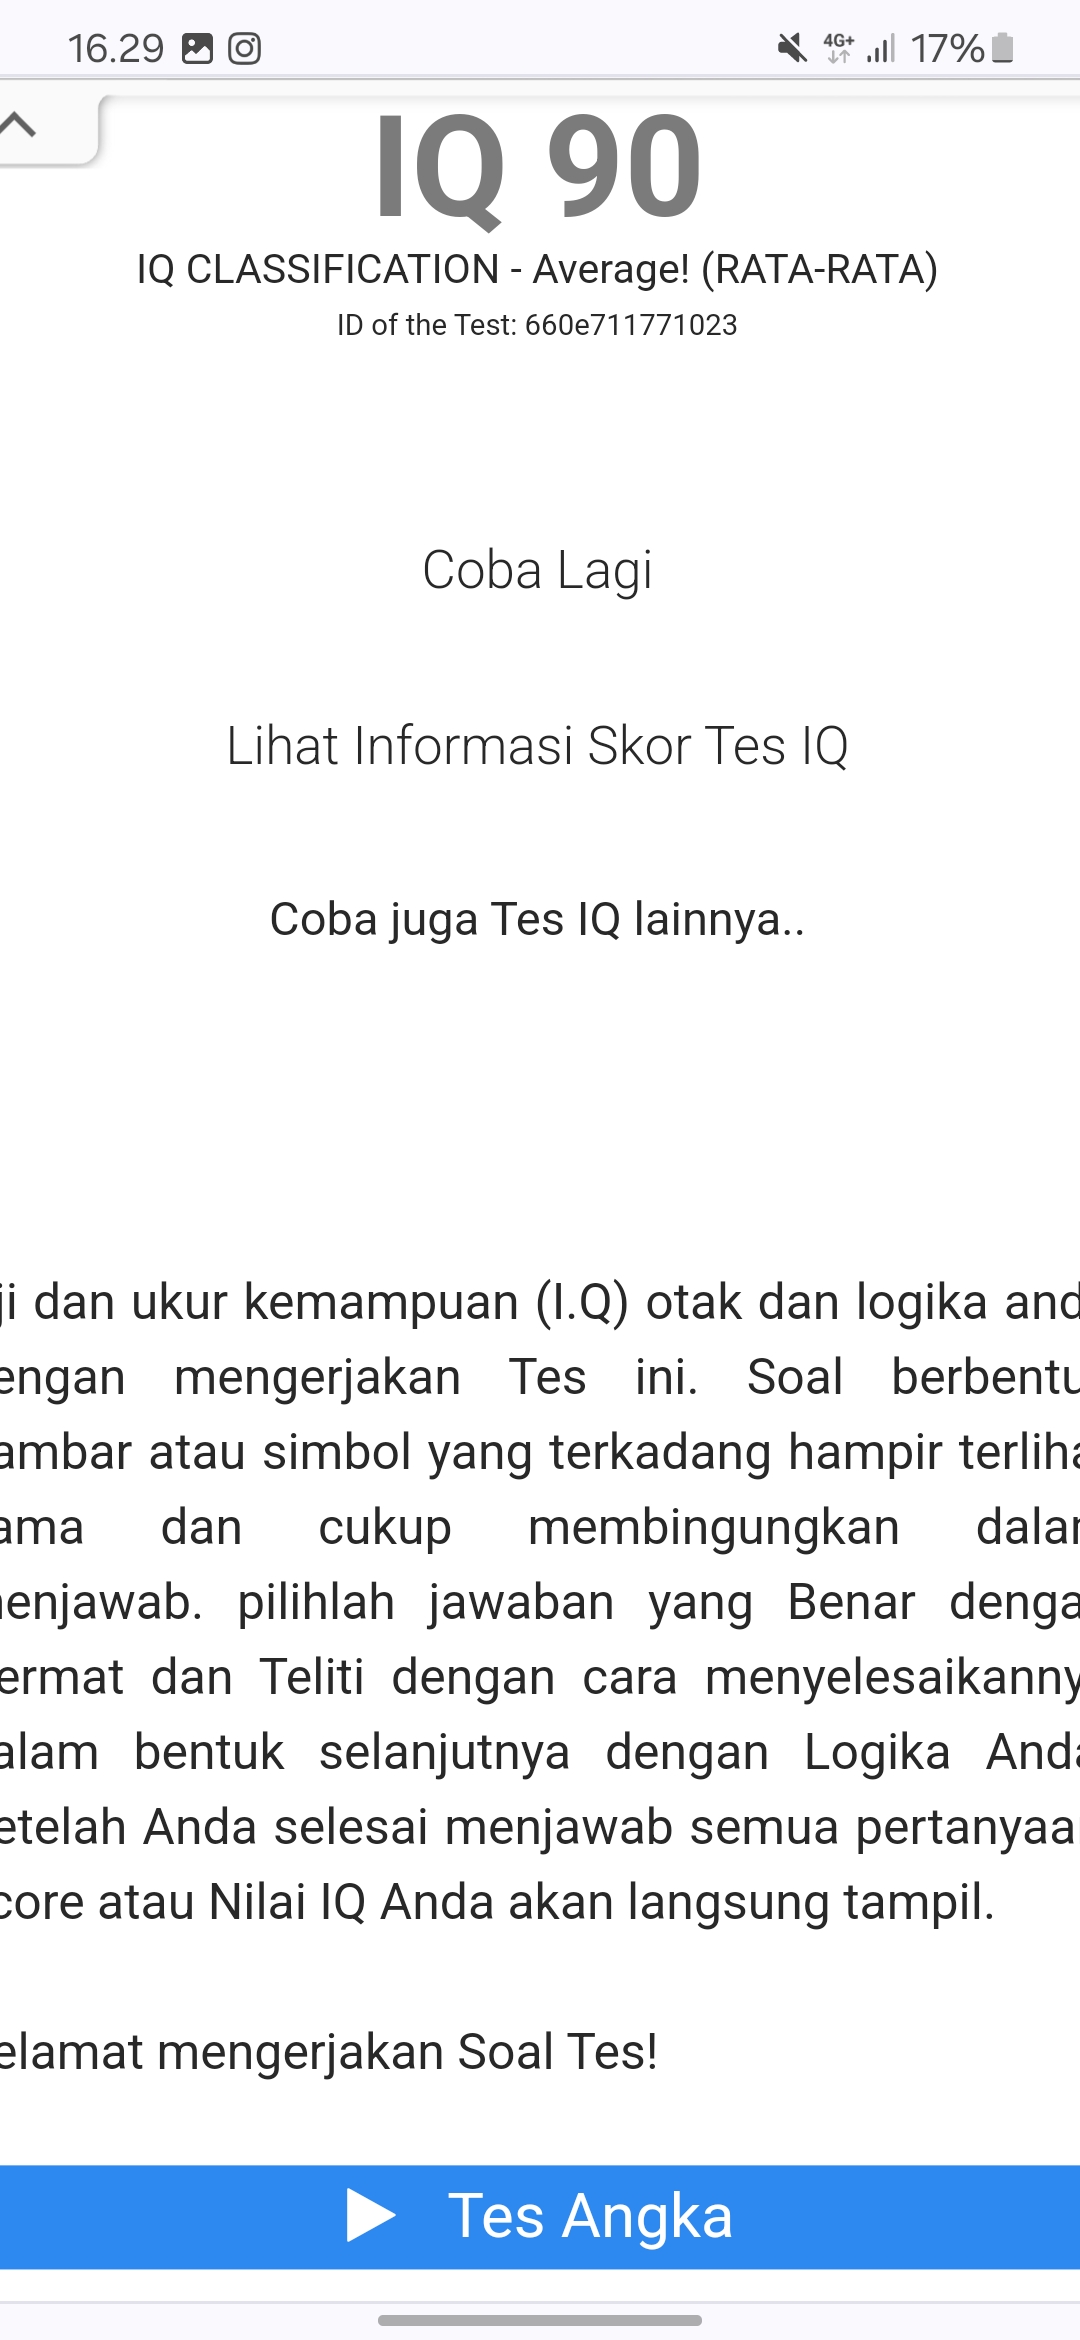 16.29
4G+
17%
IQ 90
IQ CLASSIFICATION - Average! (RATA-RATA)
ID of the Test: 660e711771023
Coba Lagi
Lihat Informasi Skor Tes IQ
Coba juga Tes IQ lainnya..
ji dan ukur kemampuan (I.Q) otak dan logika and
engan mengerjakan Tes ini. Soal berbentu
ambar atau simbol yang terkadang hampir terliha
ama dan cukup membingungkan dalam
enjawab. pilihlah jawaban yang Benar denga
ermat dan Teliti dengan cara menyelesaikanny
alam bentuk selanjutnya dengan Logika Anda
etelah Anda selesai menjawab semua pertanyaa
core atau Nilai IQ Anda akan langsung tampil.
elamat mengerjakan Soal Tes!
Tes Angka